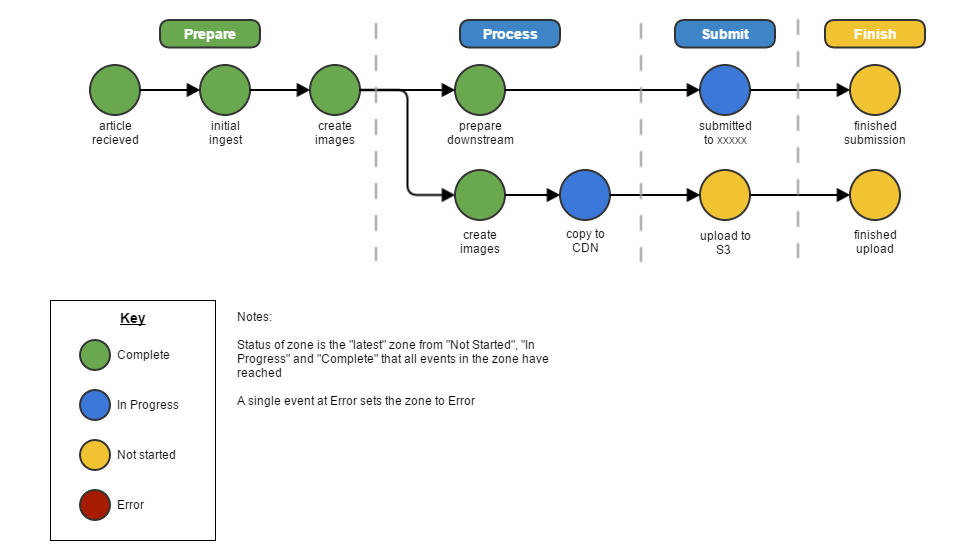 Prepare
Process
Submit
Finish
article
recieved
initial
ingest
create
images
prepare
downstream
submitted
to xxxxx
finished
submission
create
images
copy to
CDN
upload to
S3
finished
upload
Key
Complete
In Progress
Not started
Error
Notes:
Status of zone is the "latest" zone from "Not Started", "In
Progress" and "Complete" that all events in the zone have
reached
A single event at Error sets the zone to Error